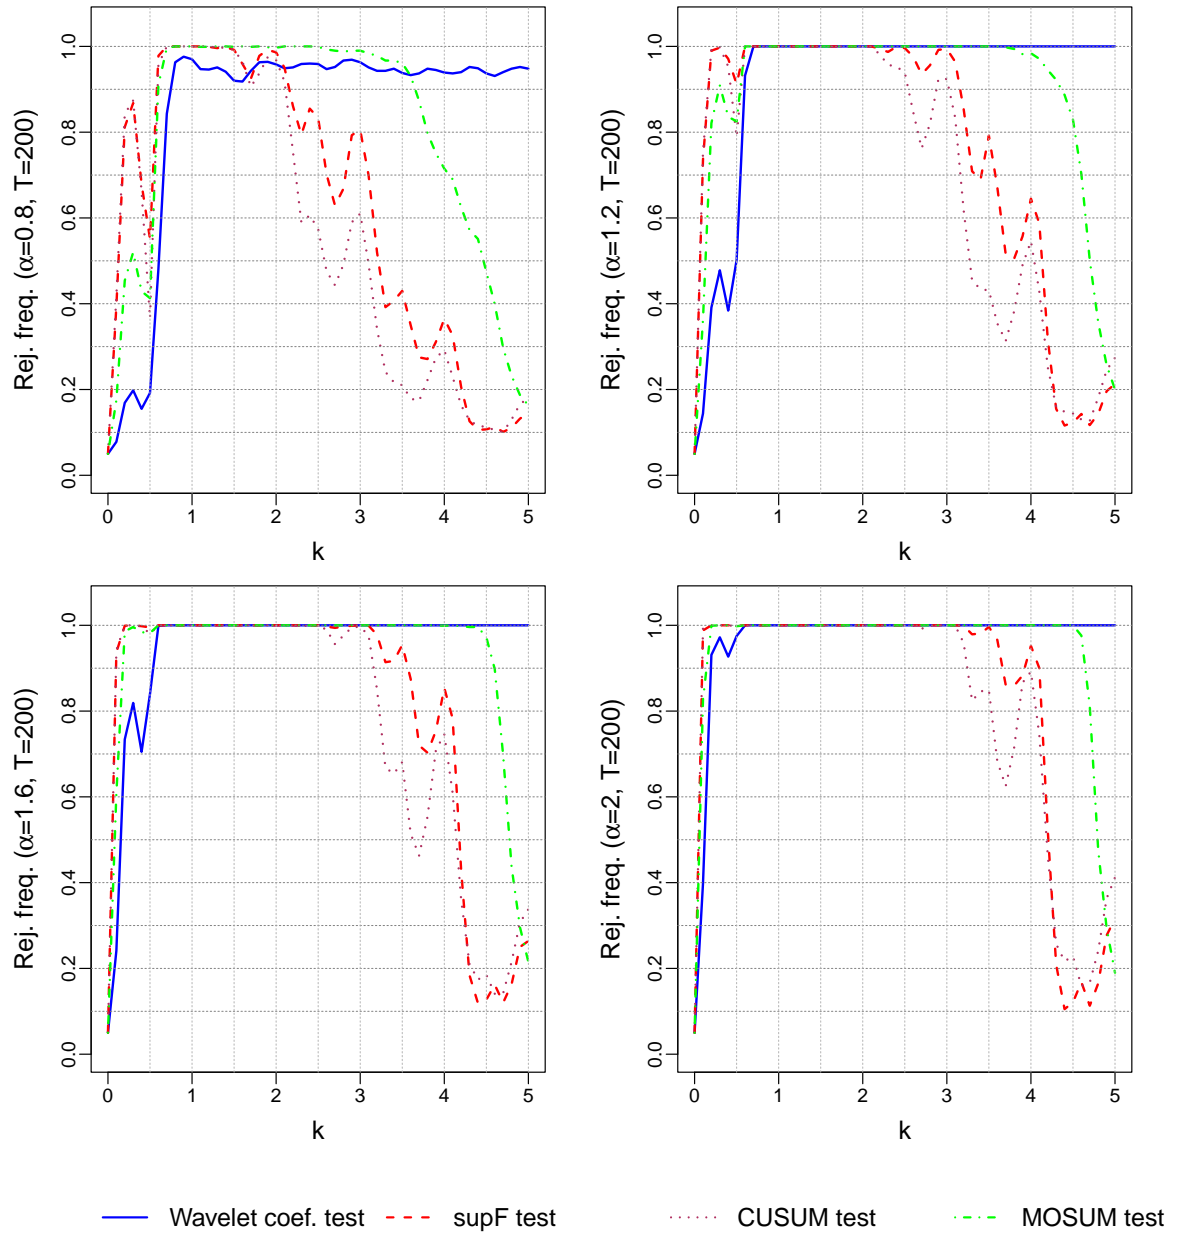 1.0
0.8
0.6
0.4
0.2
0.0
Rej. freq. (α=0.8, T=200)
0 1 2 3 4 5
k
1.0
0.8
0.6
0.4
0.2
0.0
Rej. freq. (α=1.2, T=200)
0 1 2 3 4 5
k
1.0
0.8
0.6
0.4
0.2
0.0
Rej. freq. (α=1.6, T=200)
0 1 2 3 4 5
k
1.0
0.8
0.6
0.4
0.2
0.0
Rej. freq. (α=2, T=200)
0 1 2 3 4 5
k
Wavelet coef. test supF test CUSUM test MOSUM test